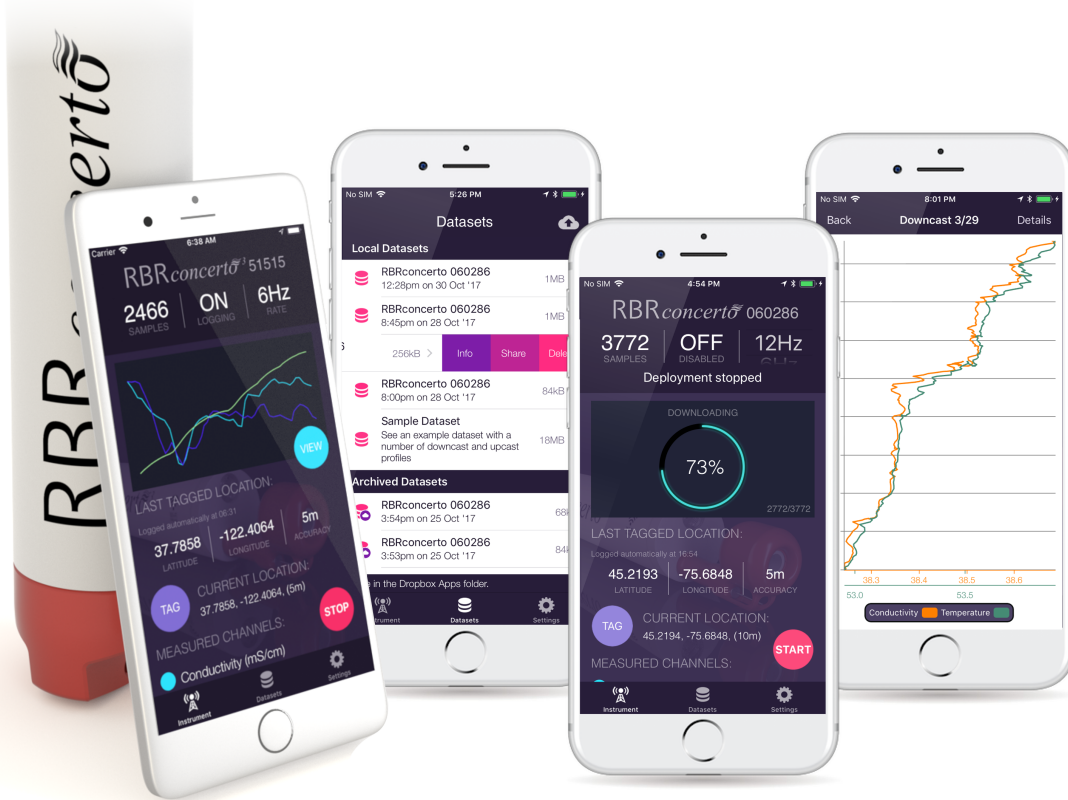 RBRconcerto
Carrier
6:38 AM
RBRconcerto³ 51515
2466
SAMPLES
ON
LOGGING
6Hz
RATE
VIEW
LAST TAGGED LOCATION:
Logged automatically at 06:31
37.7858
LATITUDE
-122.4064
LONGITUDE
5m
ACCURACY
TAG
CURRENT LOCATION:
37.7858, -122.4064, (5m)
STOP
MEASURED CHANNELS:
Conductivity (mS/cm)
Instrument
Datasets
Settings
No SIM
5:26 PM
Datasets
Local Datasets
RBRconcerto 060286
12:28pm on 30 Oct '17
1MB
RBRconcerto 060286
8:45pm on 28 Oct '17
1MB
256kB
Info
Share
Dele
RBRconcerto 060286
8:00pm on 28 Oct '17
84kB
Sample Dataset
See an example dataset with a
number of downcast and upcast
profiles
18MB
Archived Datasets
RBRconcerto 060286
3:54pm on 25 Oct '17
68k
RBRconcerto 060286
3:53pm on 25 Oct '17
84k
e in the Dropbox Apps folder.
trument
Datasets
Settings
No SIM
4:54 PM
RBRconcerto 060286
3772
SAMPLES
OFF
DISABLED
12Hz
6Hz
Deployment stopped
DOWNLOADING
73%
2772/3772
LAST TAGGED LOCATION:
Logged automatically at 16:54
45.2193
LATITUDE
-75.6848
LONGITUDE
5m
ACCURACY
TAG
CURRENT LOCATION:
45.2194, -75.6848, (10m)
START
MEASURED CHANNELS:
Instrument
Datasets
Settings
No SIM
8:01 PM
Back
Downcast 3/29
Details
38.3
38.4
38.5
38.6
53.0
53.5
Conductivity
Temperature